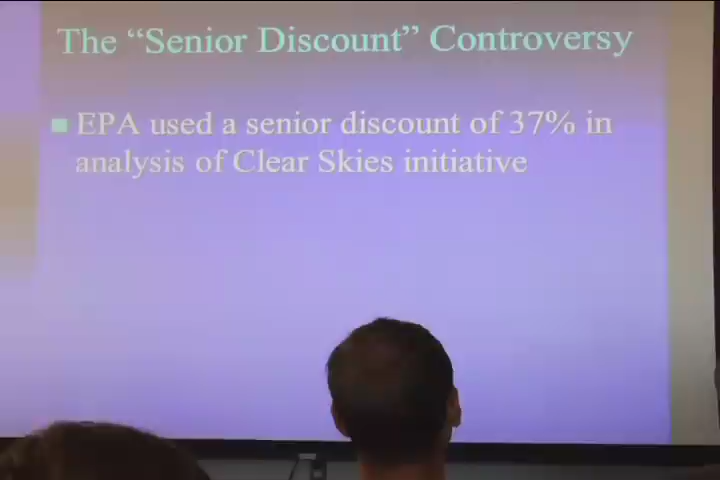 The “Senior Discount” Controversy
EPA used a senior discount of 37% in
analysis of Clear Skies initiative